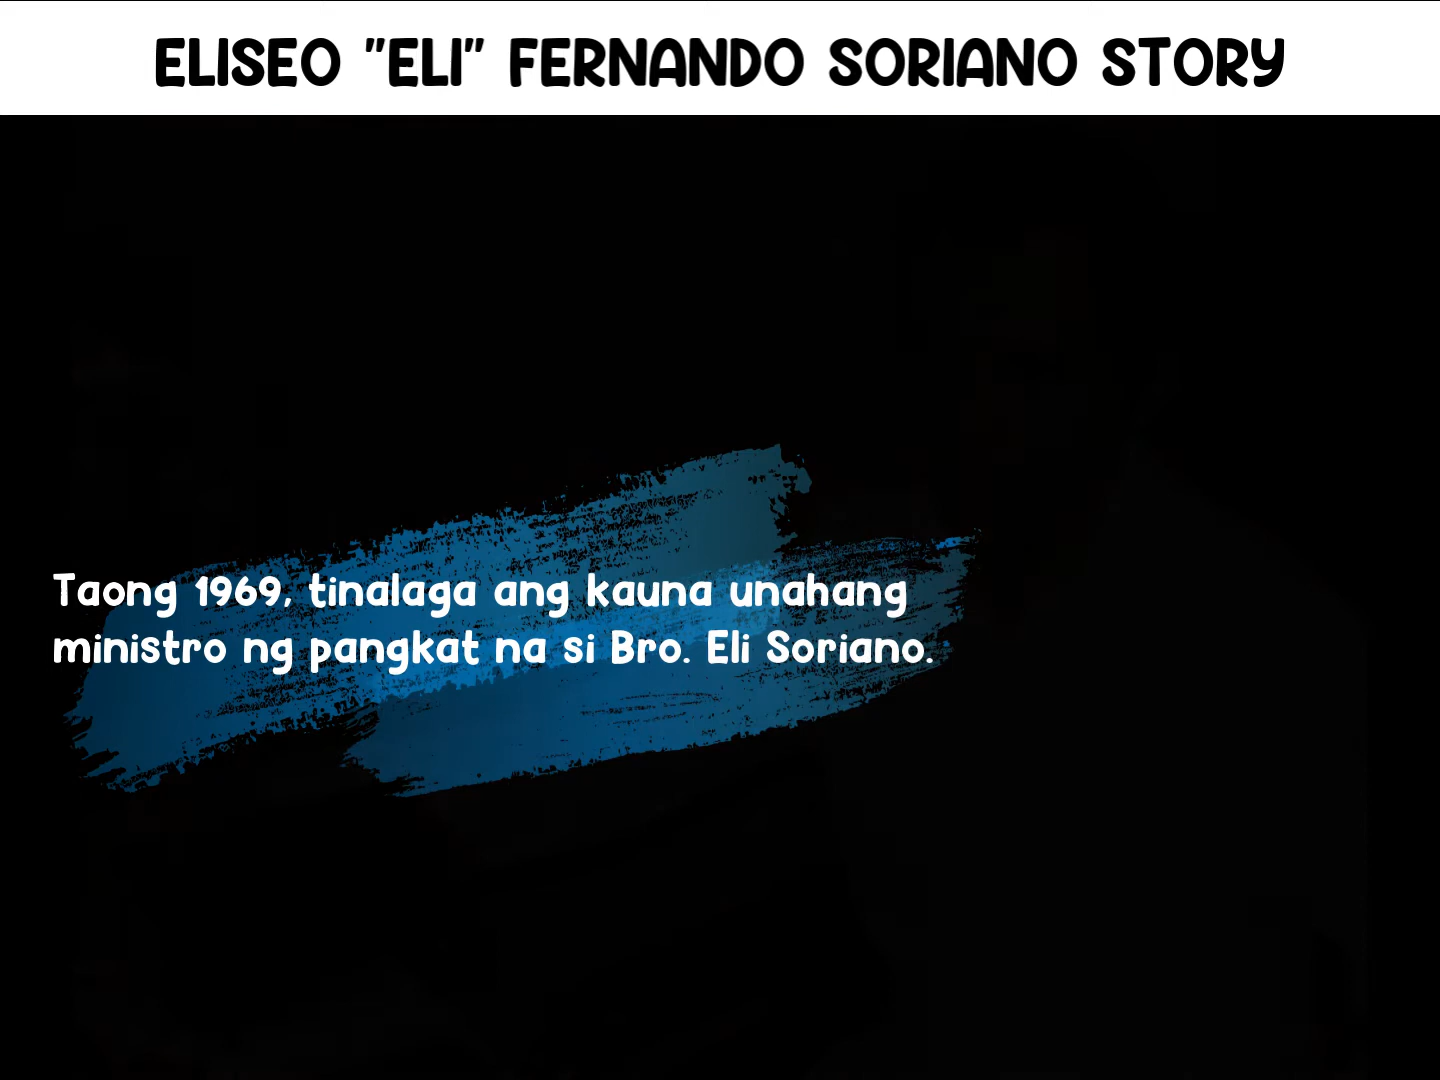 ELISEO "ELI" FERNANDO SORIANO STORY
Taong 1969, tinalaga ang kauna unahang
ministro ng pangkat na si Bro. Eli Soriano.